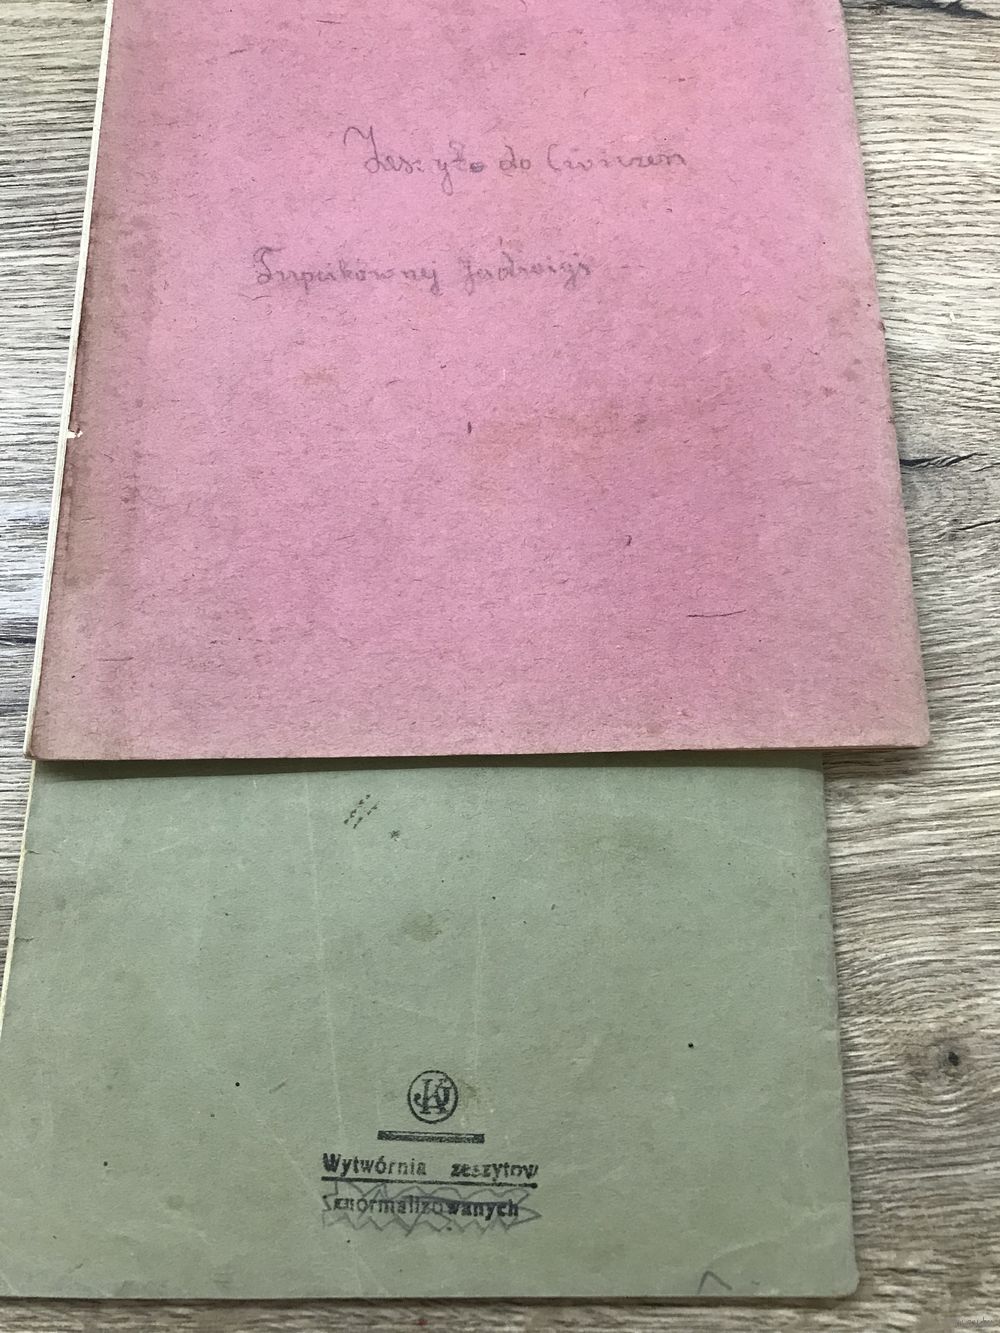 Zeszyt do Ćwiczeń
Jadwigi
Wytwórnia zeszytów
Znormalizowanych